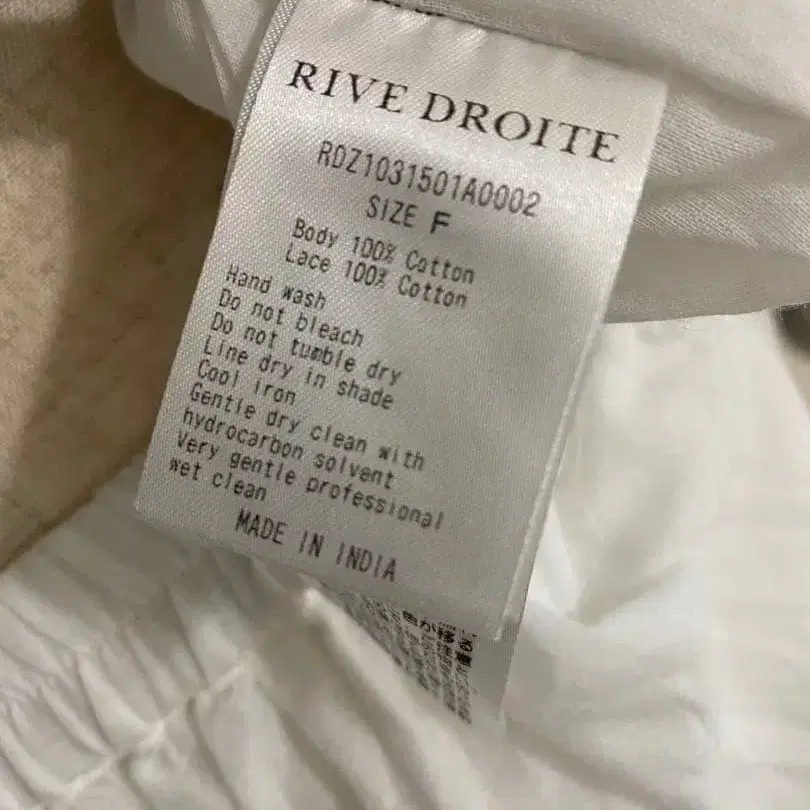 RIVE DROITE
RDZ1031501A0002
SIZE F
Body 100% Cotton
Lace 100% Cotton
Hand wash
Do not bleach
Do not tumble dry
Line dry in shade
Cool iron
Gentle dry clean with
hydrocarbon solvent
Very gentle professional
wet clean
MADE IN INDIA